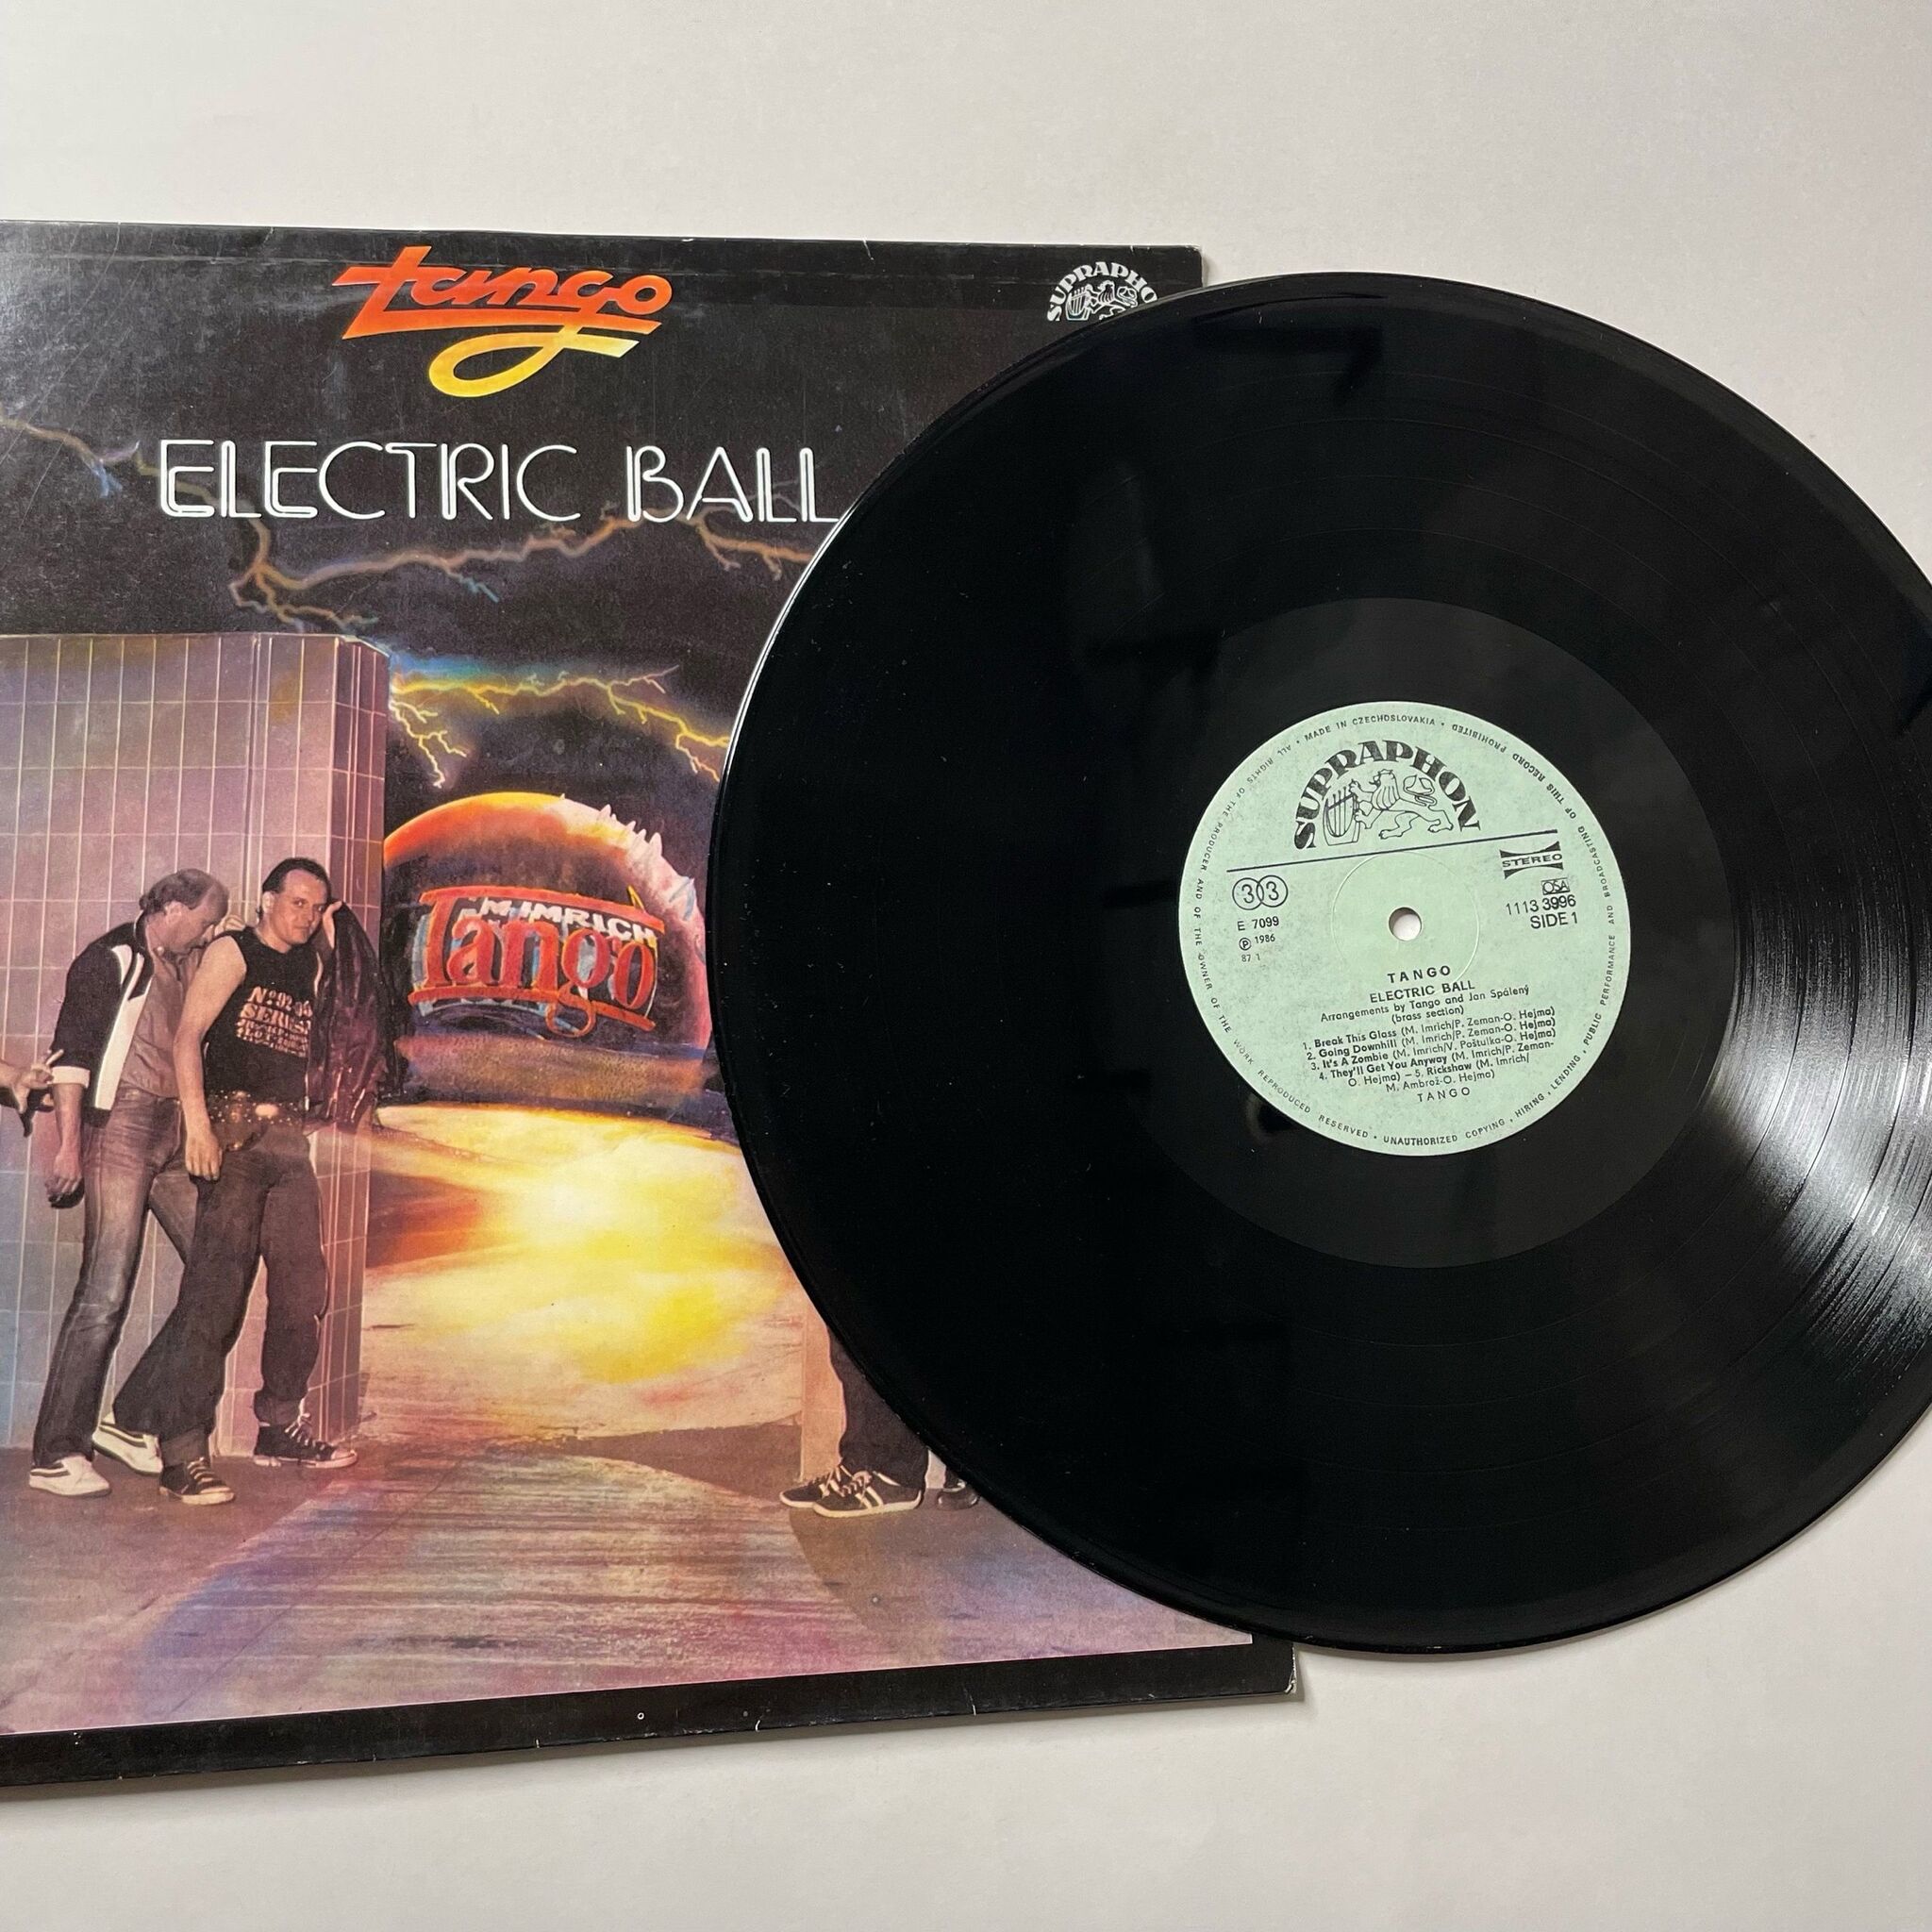 tango
SUPRAPHO
ELECTRIC BALL
M IMRICH
Tango
SERIES
ALL RIGHTS OF THE PRODUCER AND OF THE OWNER OF THE WORK REPRODUCED RESERVED • UNAUTHORIZED COPYING, HIRING, LENDING, PUBLIC PERFORMANCE AND BROADCASTING OF THIS RECORD PROHIBITED • MADE IN CZECHOSLOVAKIA •
SUPRAPHON
STEREO
33
OSA
E 7099
1113 3996
Ⓟ 1986
SIDE 1
87 1
TANGO
ELECTRIC BALL
Arrangements by Tango and Jan Spálený
(brass section)
1. Break This Glass (M. Imrich/P. Zeman-O. Hejma)
2. Going Downhill (M. Imrich/P. Zeman-O. Hejma)
3. It's A Zombie (M. Imrich/V. Poštulka-O. Hejma)
4. They'll Get You Anyway (M. Imrich/P. Zeman-
O. Hejma) – 5. Rickshaw (M. Imrich/
M. Ambrož-O. Hejma)
TANGO